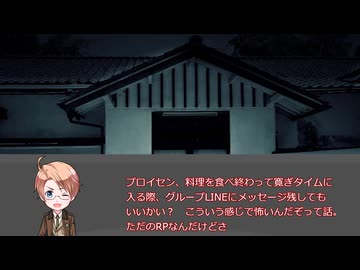 プロイセン、料理を食べ終わって寛ぎタイムに
入る際、グループLINEにメッセージ残しても
いいかい？　こういう感じで怖いんだぞって話。
ただのRPなんだけどさ